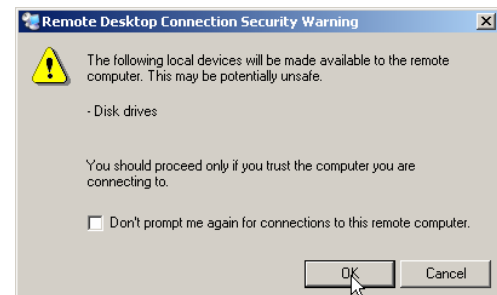 Remote Desktop Connection Security Warning
The following local devices will be made available to the remote
computer. This may be potentially unsafe.
- Disk drives
You should proceed only if you trust the computer you are
connecting to.
Don't prompt me again for connections to this remote computer.
OK Cancel